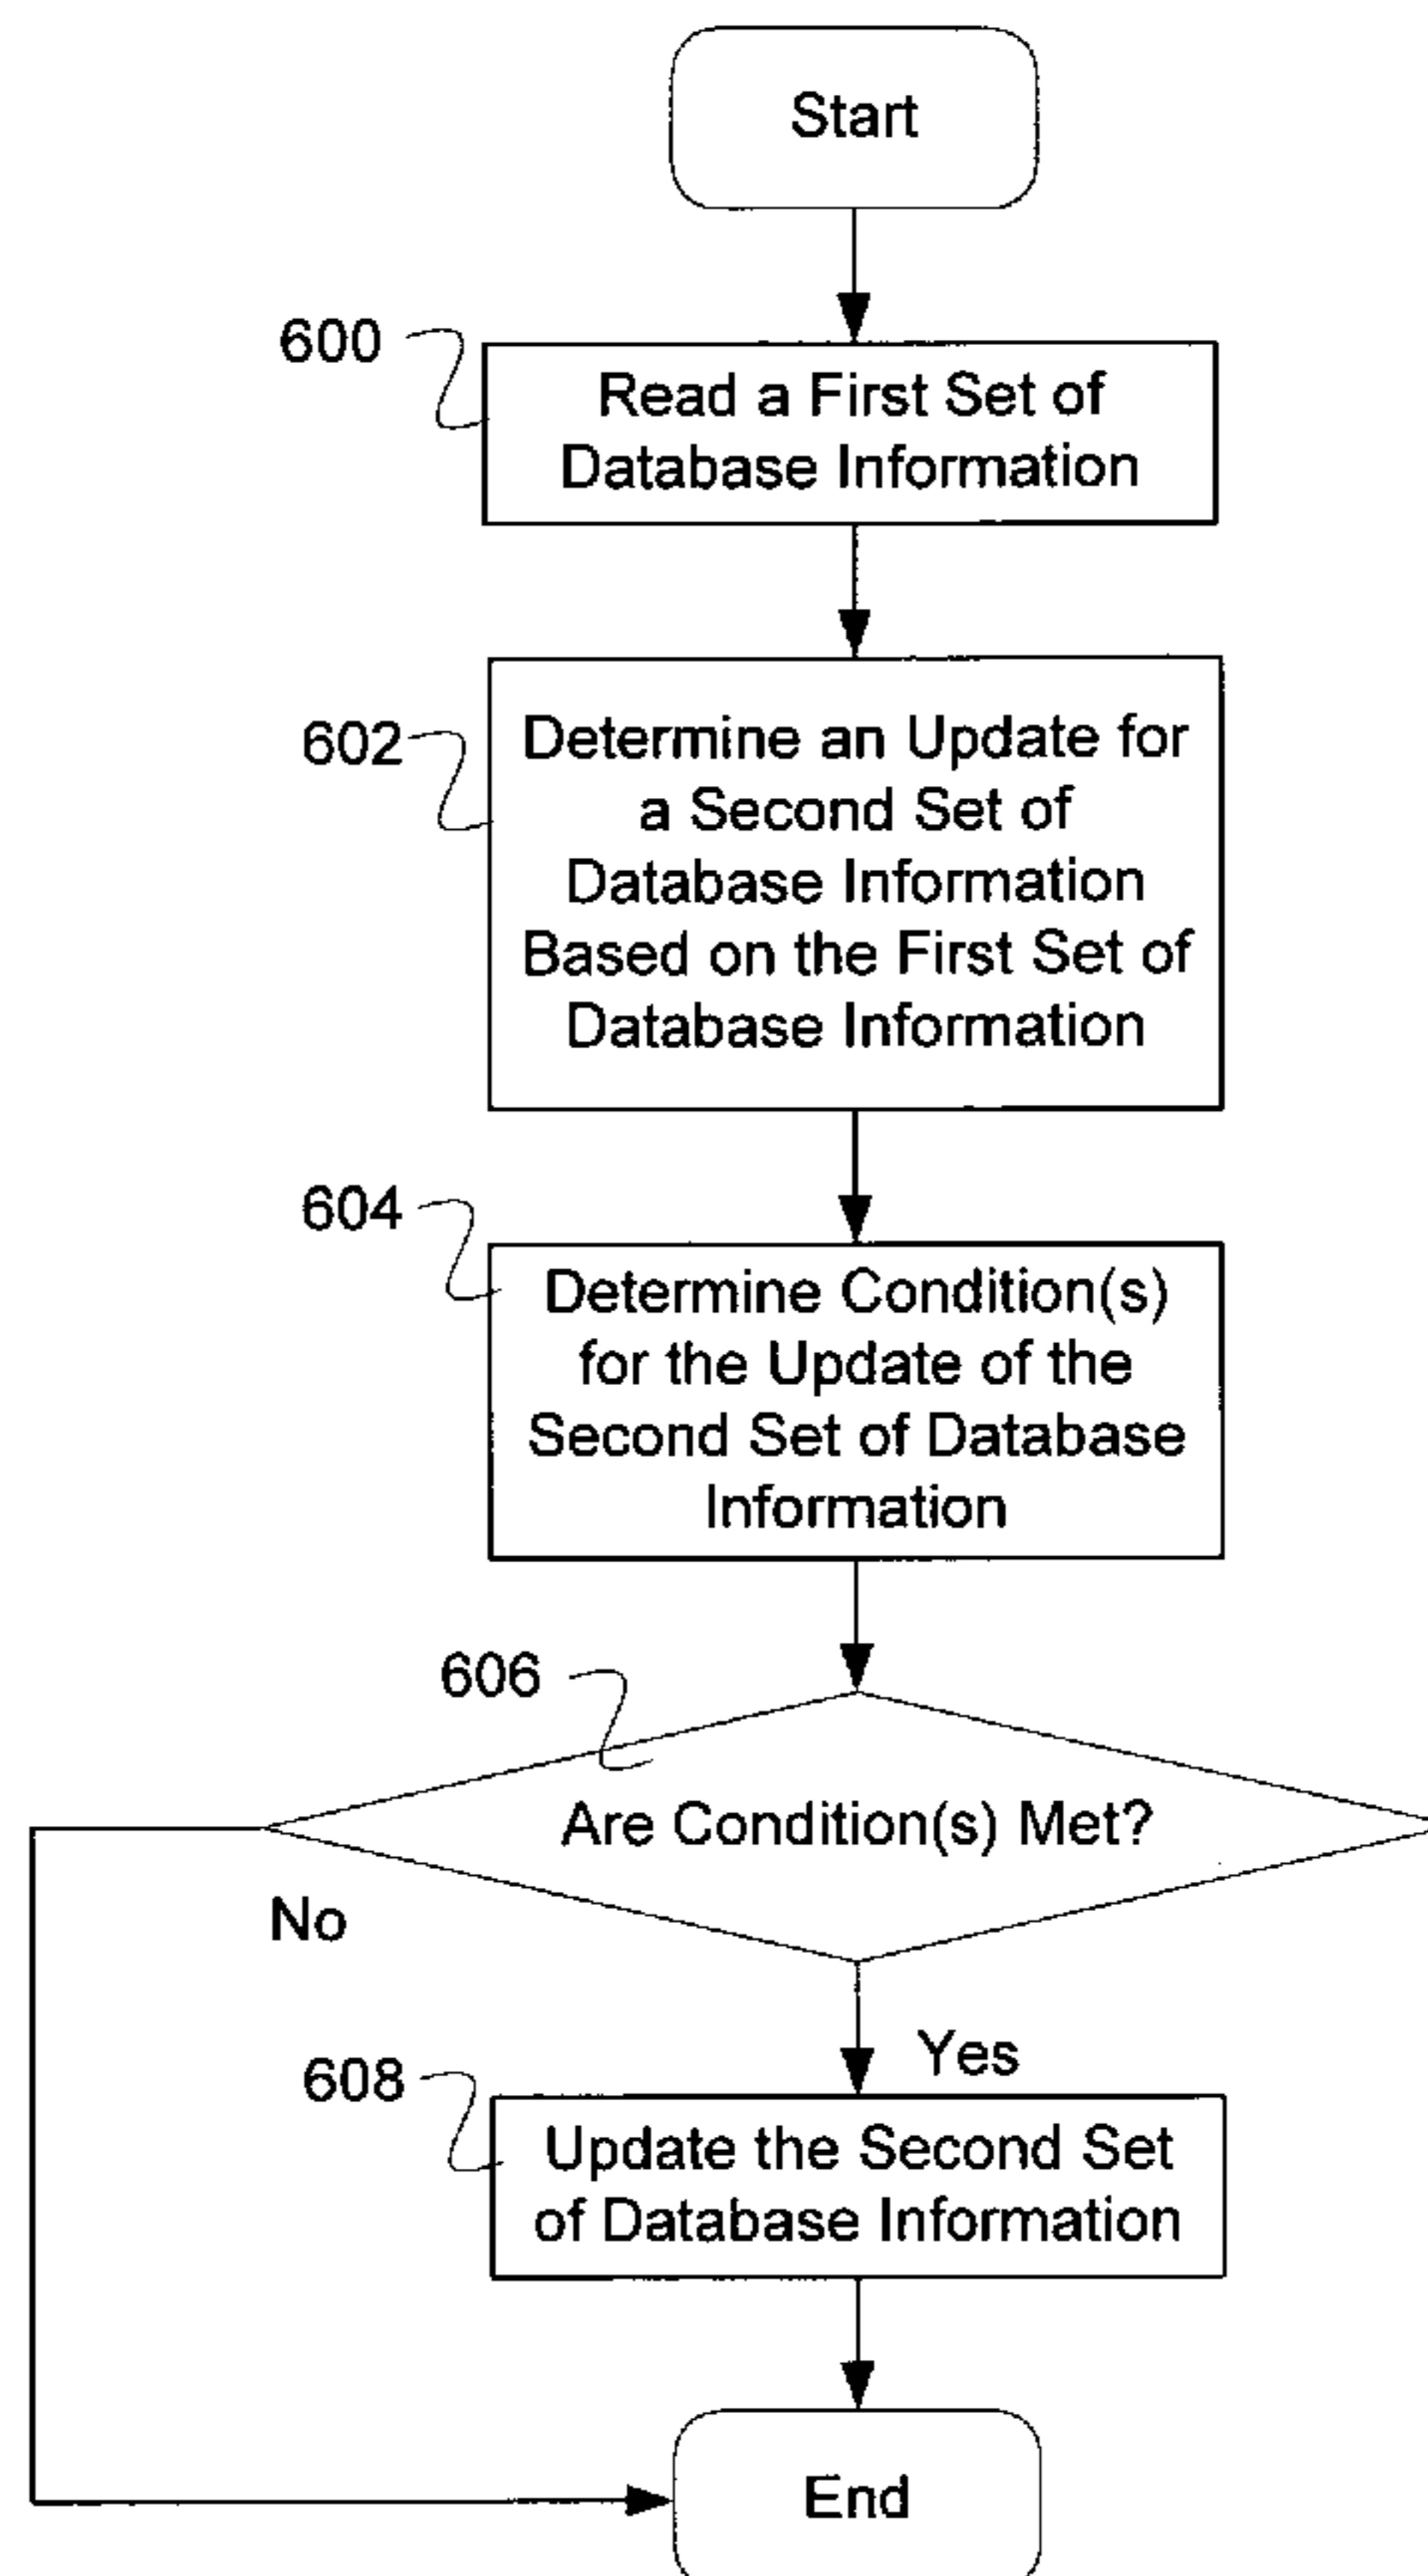 Start
600
Read a First Set of
Database Information
602
Determine an Update for
a Second Set of
Database Information
Based on the First Set of
Database Information
604
Determine Condition(s)
for the Update of the
Second Set of Database
Information
606
Are Condition(s) Met?
No
Yes
608
Update the Second Set
of Database Information
End